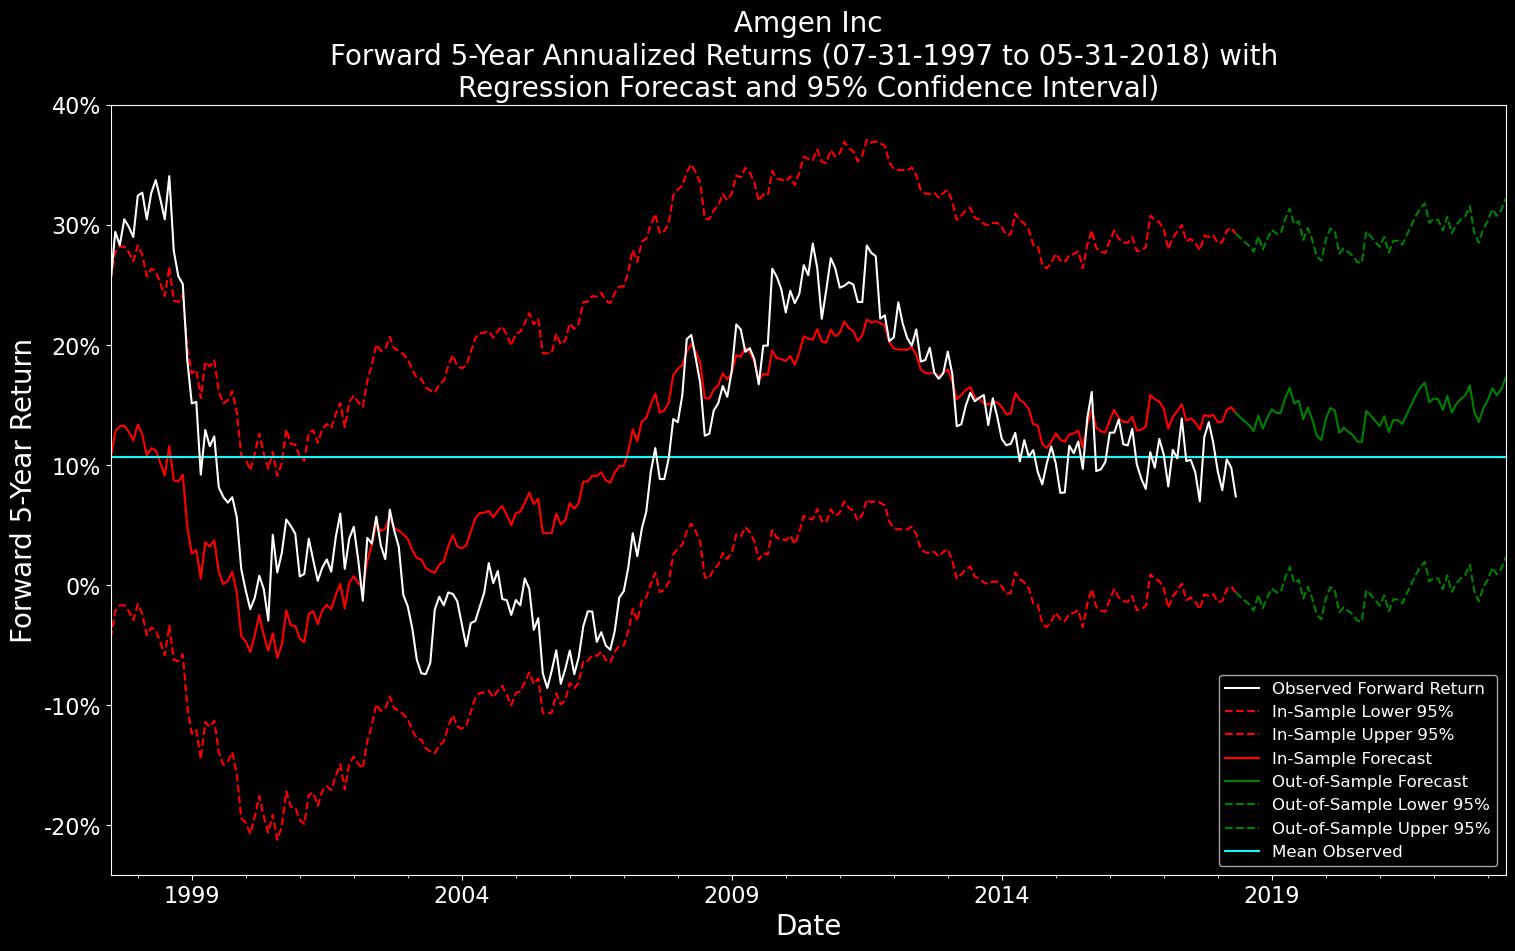 Amgen Inc
Forward 5-Year Annualized Returns (07-31-1997 to 05-31-2018) with
Regression Forecast and 95% Confidence Interval)
Forward 5-Year Return
40%
30%
20%
10%
0%
-10%
-20%
1999
2004
2009
2014
2019
Date
Observed Forward Return
In-Sample Lower 95%
In-Sample Upper 95%
In-Sample Forecast
Out-of-Sample Forecast
Out-of-Sample Lower 95%
Out-of-Sample Upper 95%
Mean Observed